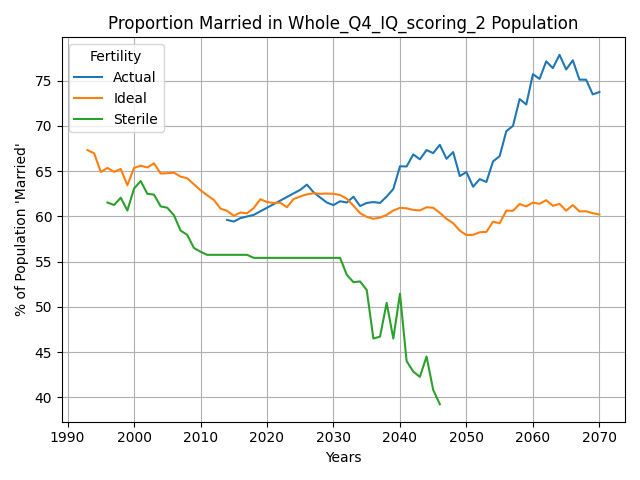 Proportion Married in Whole_Q4_IQ_scoring_2 Population
Fertility
Actual
Ideal
Sterile
% of Population 'Married'
75
70
65
60
55
50
45
40
1990 2000 2010 2020 2030 2040 2050 2060 2070
Years